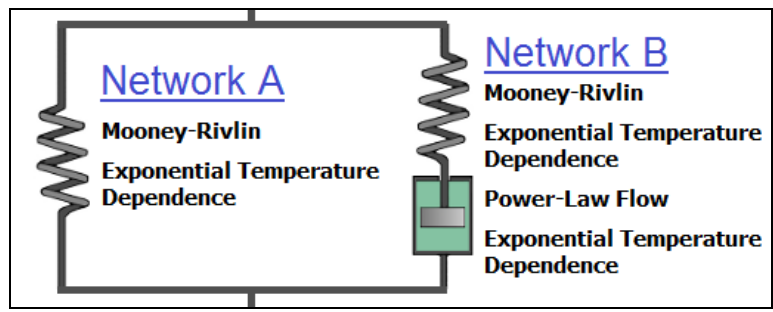 Network A
Mooney-Rivlin
Exponential Temperature
Dependence
Network B
Mooney-Rivlin
Exponential Temperature
Dependence
Power-Law Flow
Exponential Temperature
Dependence